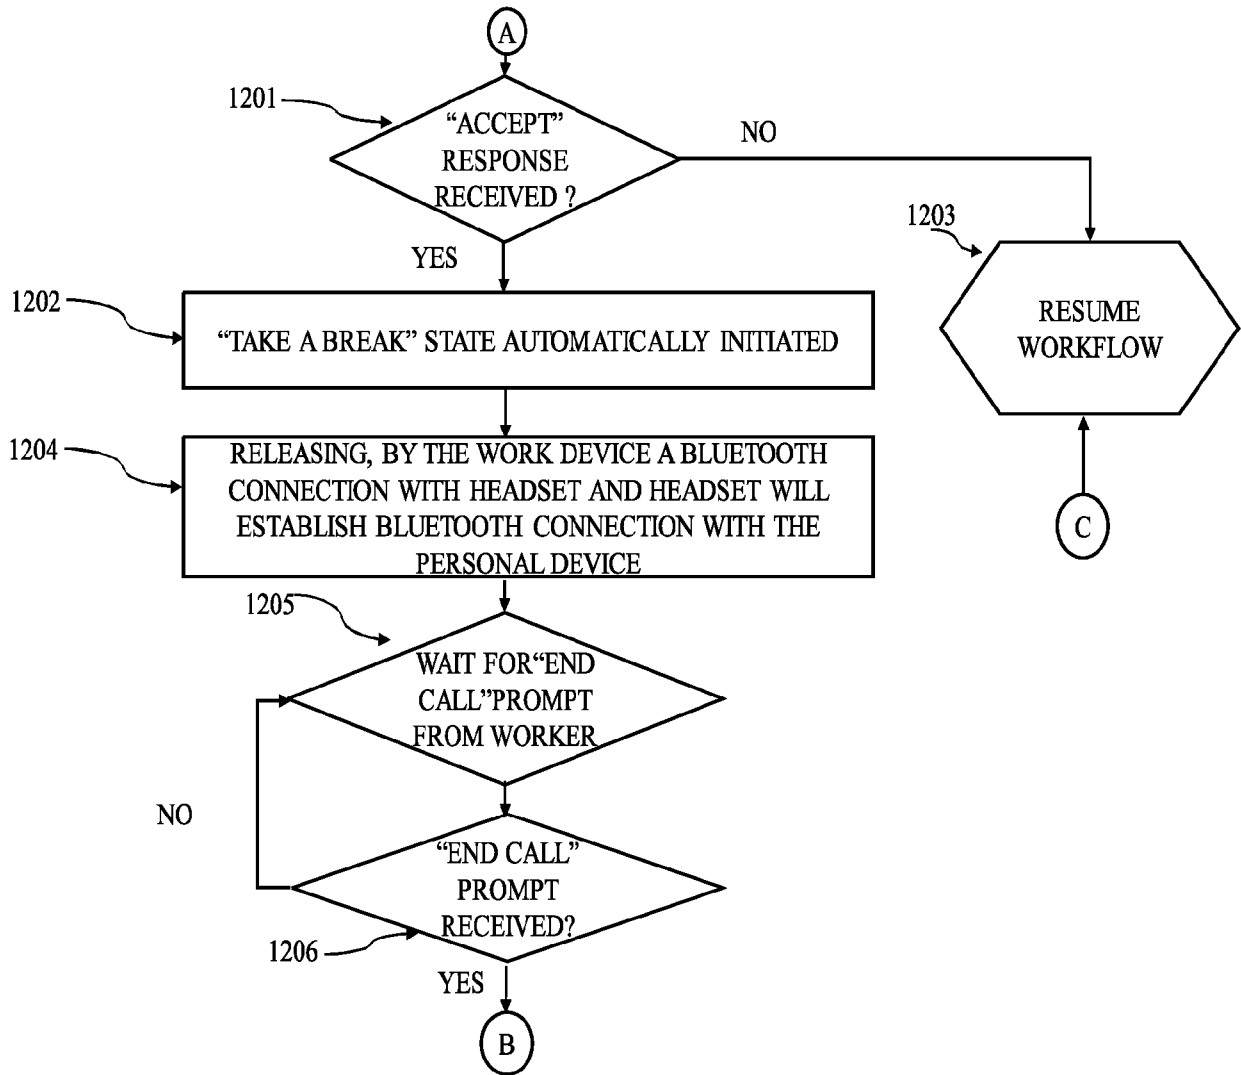 A
1201
“ACCEPT”
RESPONSE
RECEIVED ?
NO
YES
1203
RESUME
WORKFLOW
1202
“TAKE A BREAK” STATE AUTOMATICALLY INITIATED
1204
RELEASING, BY THE WORK DEVICE A BLUETOOTH
CONNECTION WITH HEADSET AND HEADSET WILL
ESTABLISH BLUETOOTH CONNECTION WITH THE
PERSONAL DEVICE
C
1205
WAIT FOR“END
CALL”PROMPT
FROM WORKER
NO
“END CALL”
PROMPT
RECEIVED?
1206
YES
B